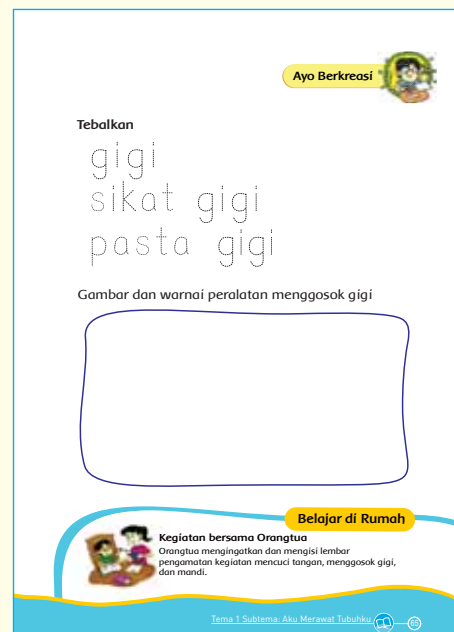 Ayo Berkreasi
Tebalkan
gigi
sikat gigi
pasta gigi
Gambar dan warnai peralatan menggosok gigi
Belajar di Rumah
Kegiatan bersama Orangtua
Orangtua mengingatkan dan mengisi lembar
pengamatan kegiatan mencuci tangan, menggosok gigi,
dan mandi.
Tema 1 Subtema: Aku Merawat Tubuhku